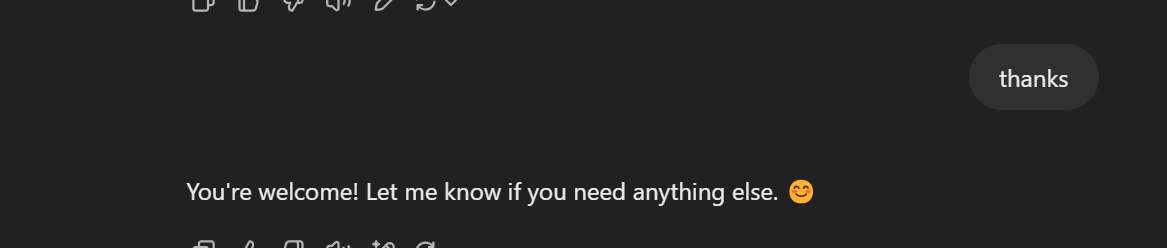 thanks
You're welcome! Let me know if you need anything else. 😊